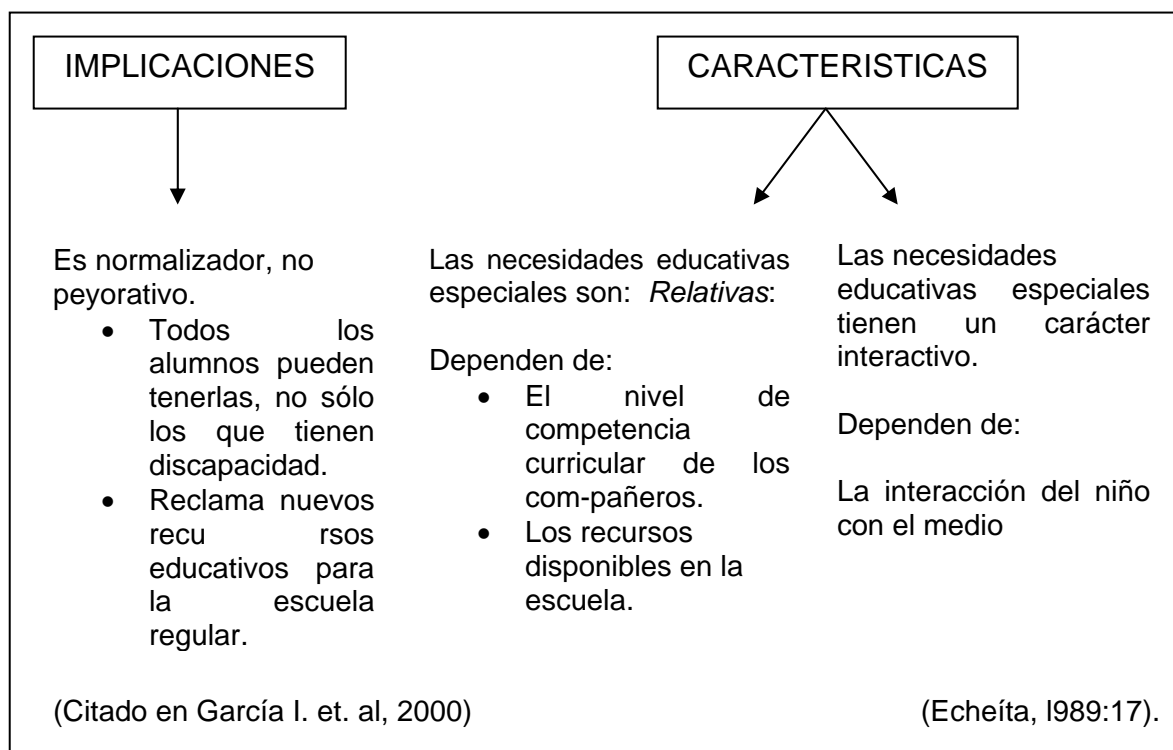 IMPLICACIONES
CARACTERISTICAS
Es normalizador, no
peyorativo.
• Todos los
alumnos pueden
tenerlas, no sólo
los que tienen
discapacidad.
• Reclama nuevos
recu rsos
educativos para
la escuela
regular.
Las necesidades educativas
especiales son: Relativas:
Dependen de:
• El nivel de
competencia
curricular de los
com-pañeros.
• Los recursos
disponibles en la
escuela.
Las necesidades
educativas especiales
tienen un carácter
interactivo.
Dependen de:
La interacción del niño
con el medio
(Citado en García I. et. al, 2000)
(Echeíta, l989:17).